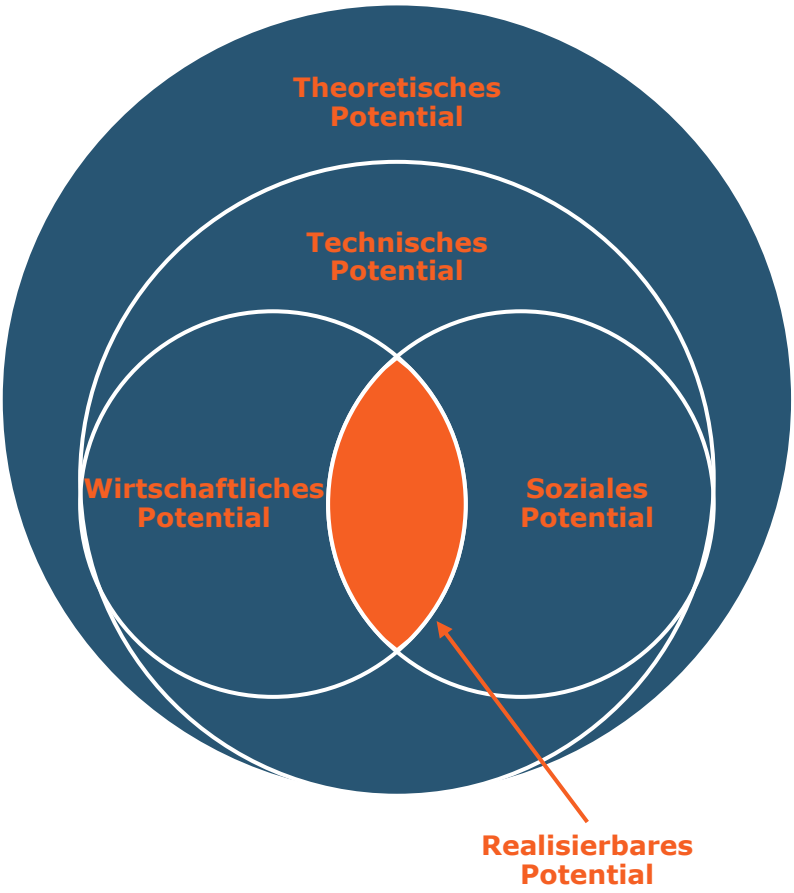 Theoretisches
Potential
Technisches
Potential
Wirtschaftliches
Potential
Soziales
Potential
Realisierbares
Potential